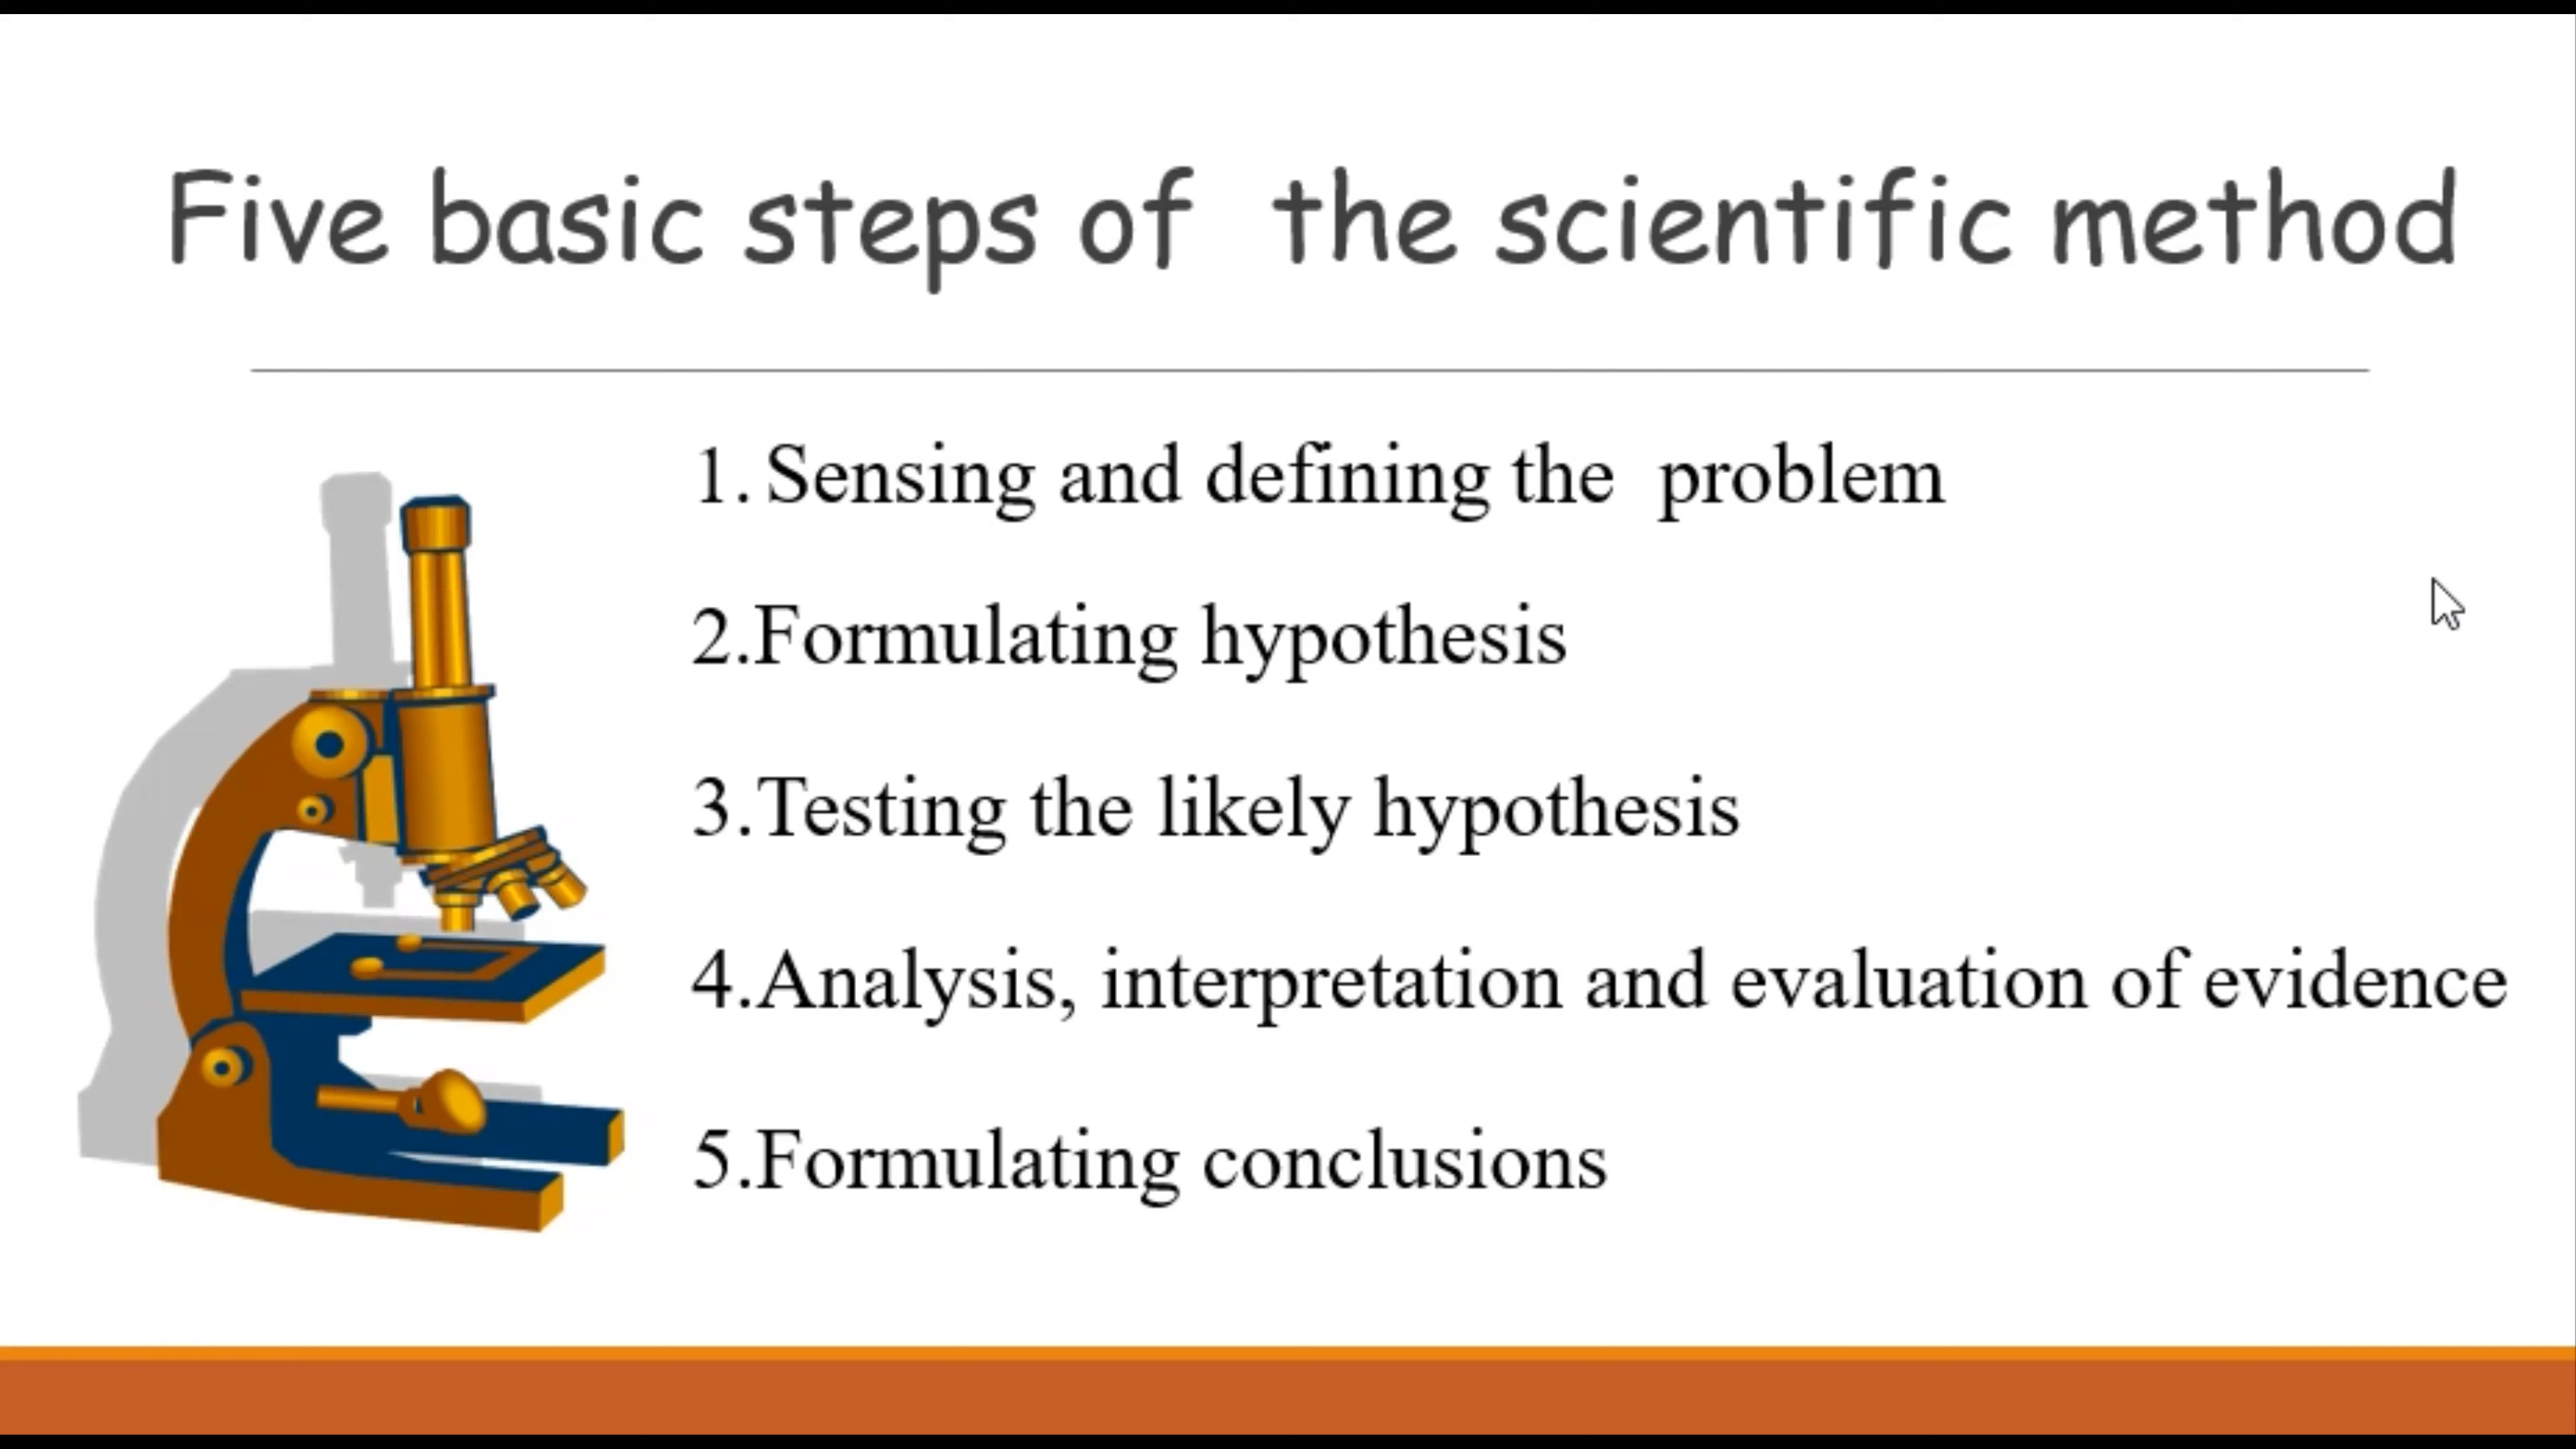 Five basic steps of  the scientific method
1. Sensing and defining the  problem
2.Formulating hypothesis
3.Testing the likely hypothesis
4.Analysis, interpretation and evaluation of evidence
5.Formulating conclusions